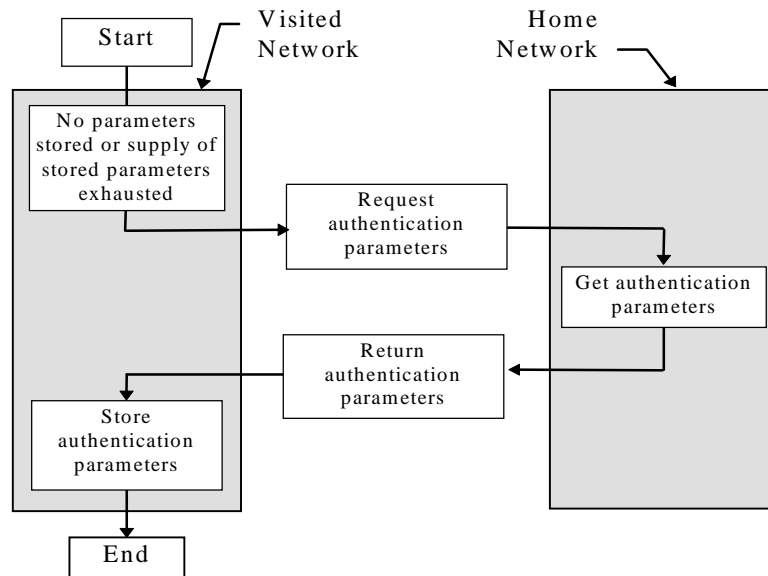 Start
Visited
Network
Home
Network
No parameters
stored or supply of
stored parameters
exhausted
Request
authentication
parameters
Get authentication
parameters
Return
authentication
parameters
Store
authentication
parameters
End